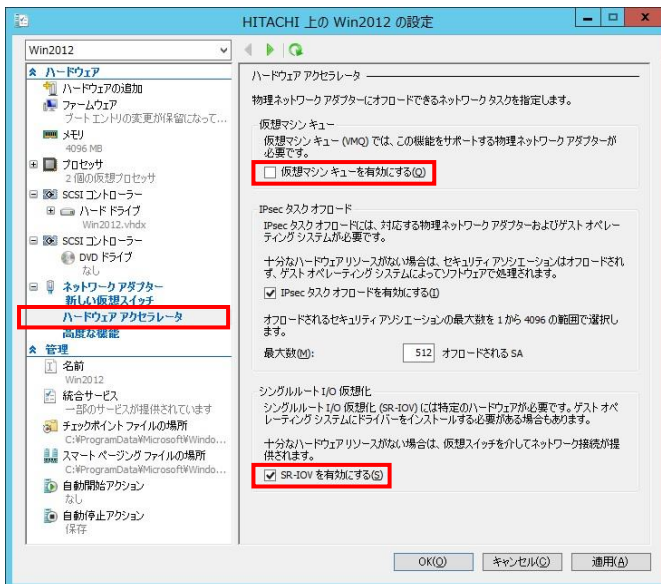 HITACHI 上の Win2012 の設定
Win2012
ハードウェア
ハードウェアの追加
ファームウェア
ブート エントリの変更が保留になって...
メモリ
4096 MB
プロセッサ
2 個の仮想プロセッサ
SCSI コントローラー
ハード ドライブ
Win2012.vhdx
SCSI コントローラー
DVD ドライブ
なし
ネットワーク アダプター
新しい仮想スイッチ
ハードウェア アクセラレータ
高度な機能
管理
名前
Win2012
統合サービス
一部のサービスが提供されています
チェックポイント ファイルの場所
C:¥ProgramData¥Microsoft¥Windo...
スマート ページング ファイルの場所
C:¥ProgramData¥Microsoft¥Windo...
自動開始アクション
なし
自動停止アクション
保存
ハードウェア アクセラレータ
物理ネットワーク アダプターにオフロードできるネットワーク タスクを指定します。
仮想マシン キュー
仮想マシン キュー (VMQ) では、この機能をサポートする物理ネットワーク アダプターが
必要です。
仮想マシン キューを有効にする(Q)
IPsec タスク オフロード
IPsec タスク オフロードには、対応する物理ネットワーク アダプターおよびゲスト オペレー
ティング システムが必要です。
十分なハードウェア リソースがない場合は、セキュリティ アソシエーションはオフロードされ
ず、ゲスト オペレーティング システムによってソフトウェアで処理されます。
IPsec タスク オフロードを有効にする(I)
オフロードされるセキュリティ アソシエーションの最大数を 1 から 4096 の範囲で選択し
ます。
最大数(M): 512 オフロードされる SA
シングルルート I/O 仮想化
シングルルート I/O 仮想化 (SR-IOV) には特定のハードウェアが必要です。ゲスト オペ
レーティング システムにドライバーをインストールする必要がある場合もあります。
十分なハードウェア リソースがない場合は、仮想スイッチを介してネットワーク接続が提
供されます。
SR-IOV を有効にする(S)
OK(O) キャンセル(C) 適用(A)